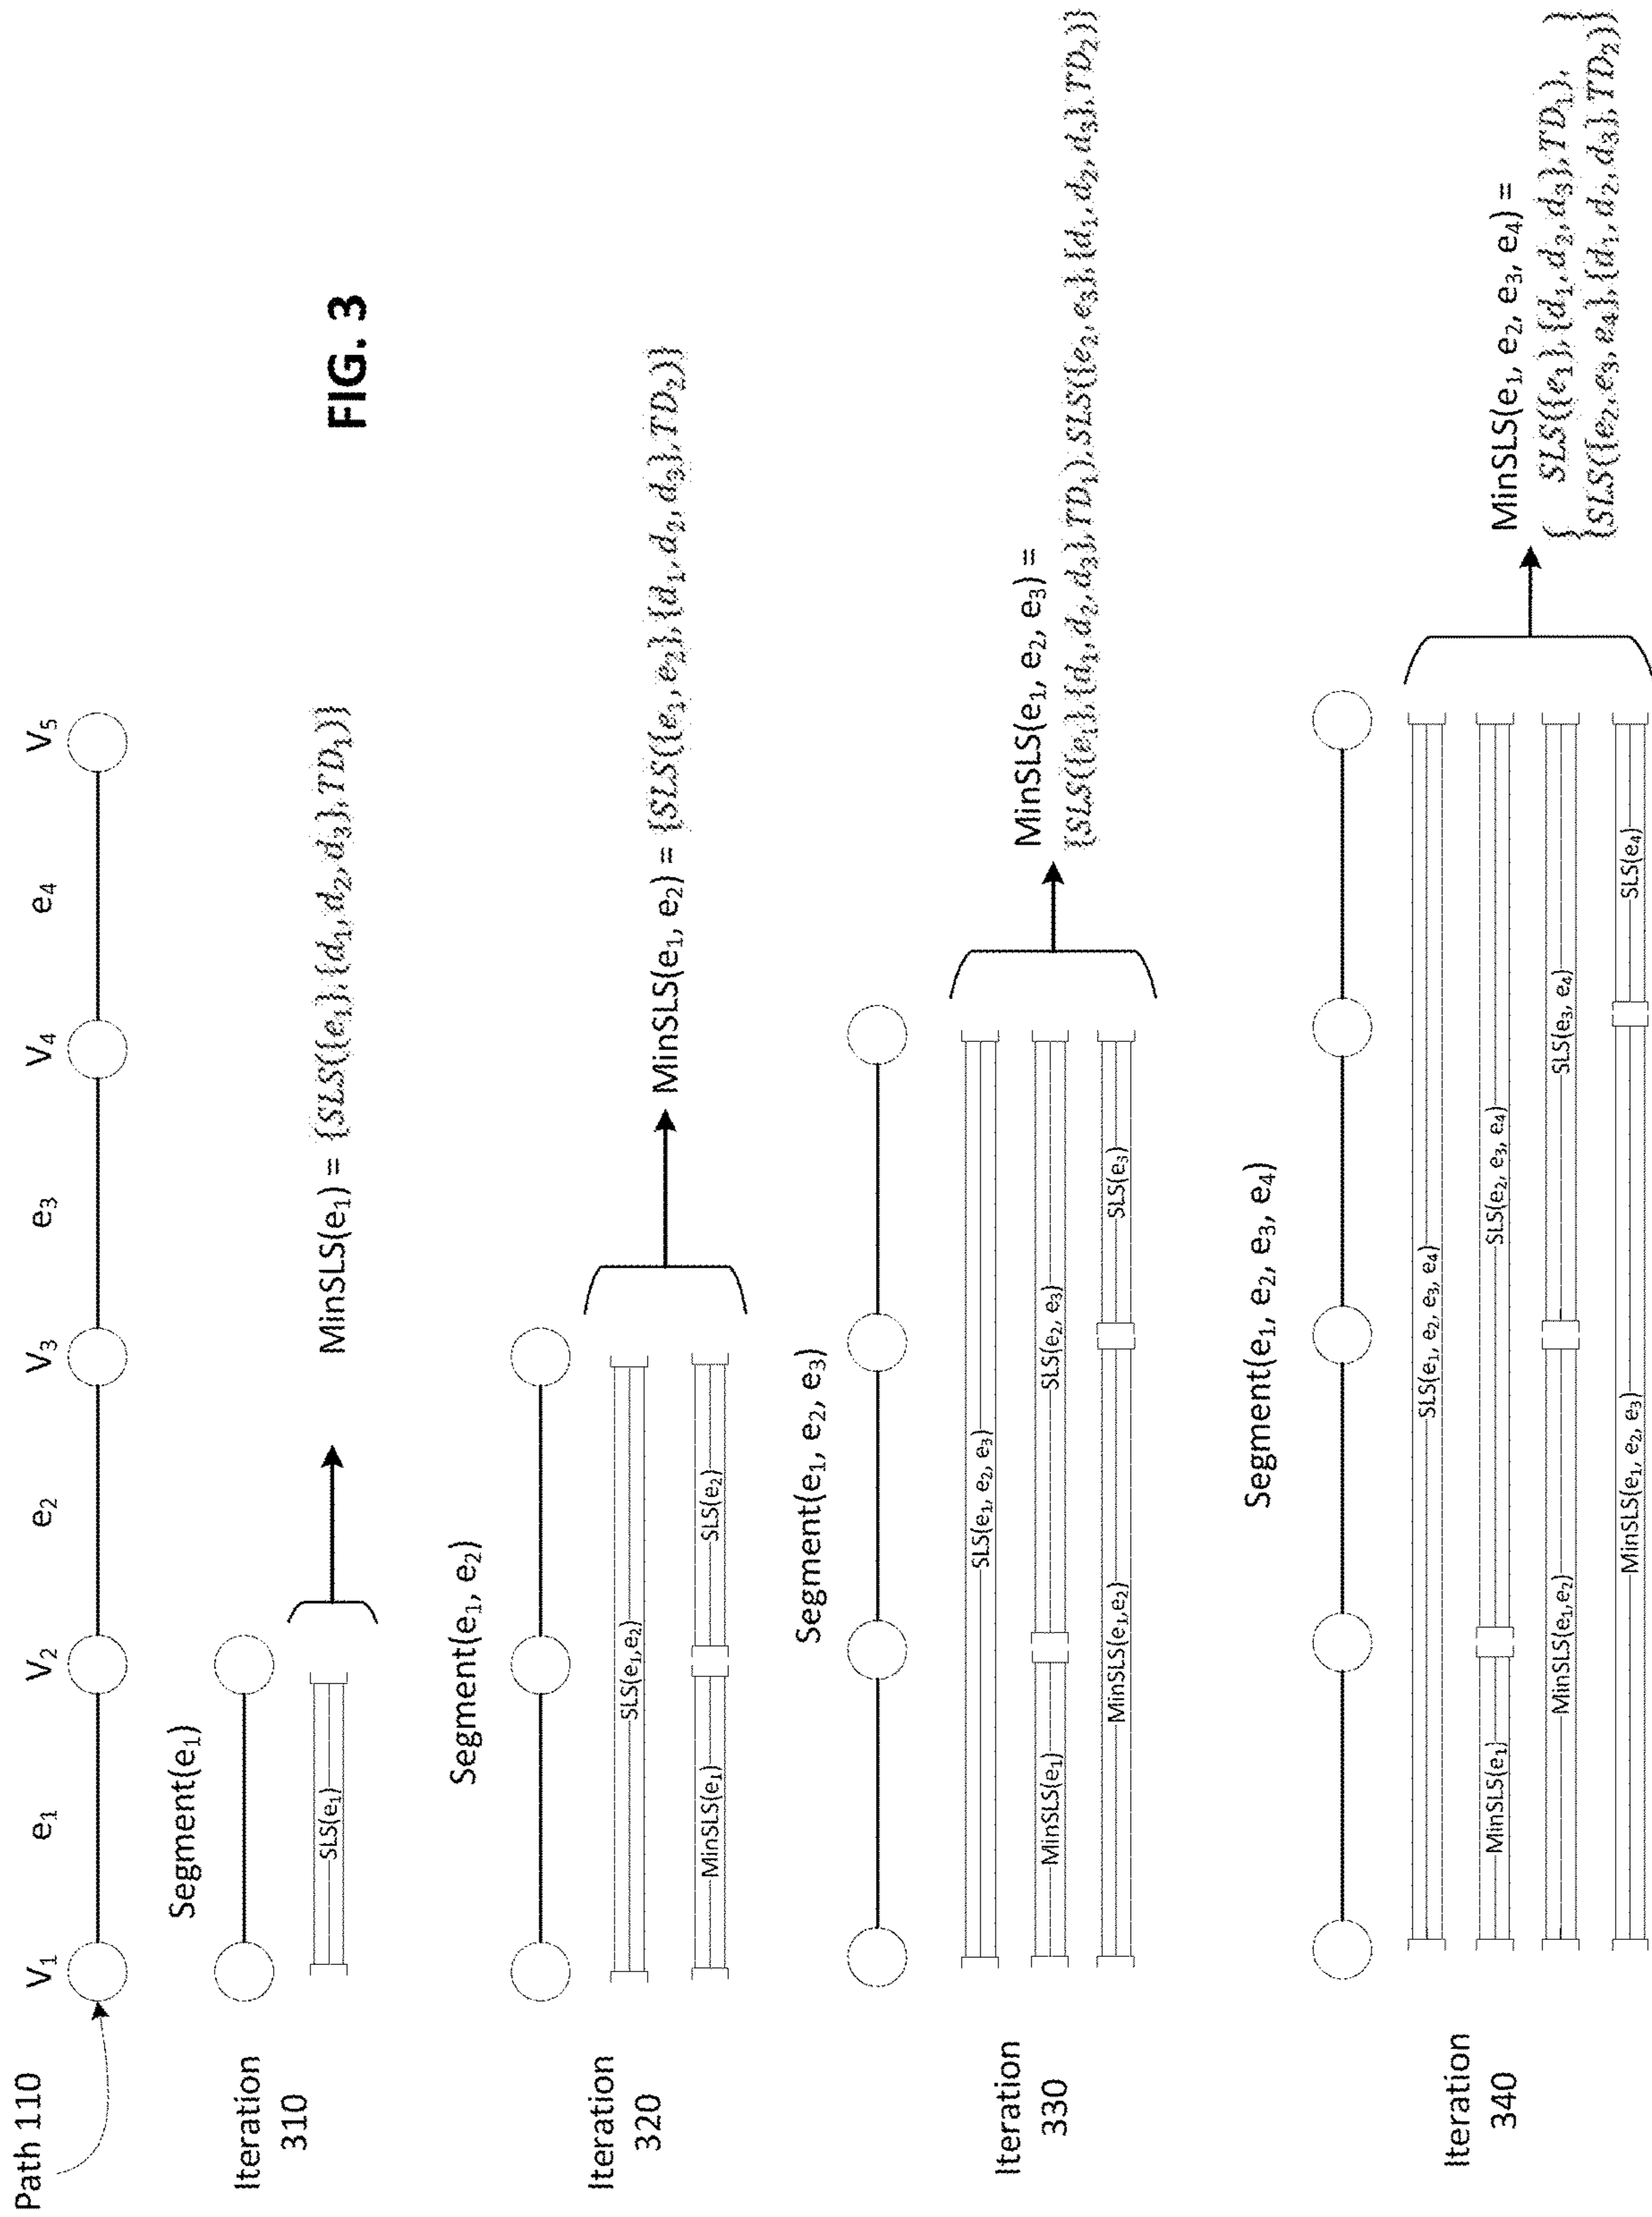 Path 110
V₁ e₁ V₂ e₂ V₃ e₃ V₄ e₄ V₅
Segment(e₁)
Iteration
310
SLS(e₁)
MinSLS(e₁) = {SLS({e₁},{d₁,d₂,d₃},TD₁)}
FIG. 3
Segment(e₁, e₂)
Iteration
320
SLS(e₁,e₂)
MinSLS(e₁) SLS(e₂)
MinSLS(e₁, e₂) = {SLS({e₁,e₂},{d₁,d₂,d₃},TD₂)}
Segment(e₁, e₂, e₃)
Iteration
330
SLS(e₁, e₂, e₃)
MinSLS(e₁) SLS(e₂, e₃)
MinSLS(e₁,e₂) SLS(e₃)
MinSLS(e₁, e₂, e₃) =
{SLS({e₁},{d₁,d₂,d₃},TD₁),SLS({e₂,e₃},{d₁,d₂,d₃},TD₂)}
Segment(e₁, e₂, e₃, e₄)
Iteration
340
SLS(e₁, e₂, e₃, e₄)
MinSLS(e₁) SLS(e₂, e₃, e₄)
MinSLS(e₁,e₂) SLS(e₃, e₄)
MinSLS(e₁, e₂, e₃) SLS(e₄)
MinSLS(e₁, e₂, e₃, e₄) =
{ SLS({e₁},{d₁,d₂,d₃},TD₁), }
{SLS({e₂,e₃,e₄},{d₁,d₂,d₃},TD₂)}